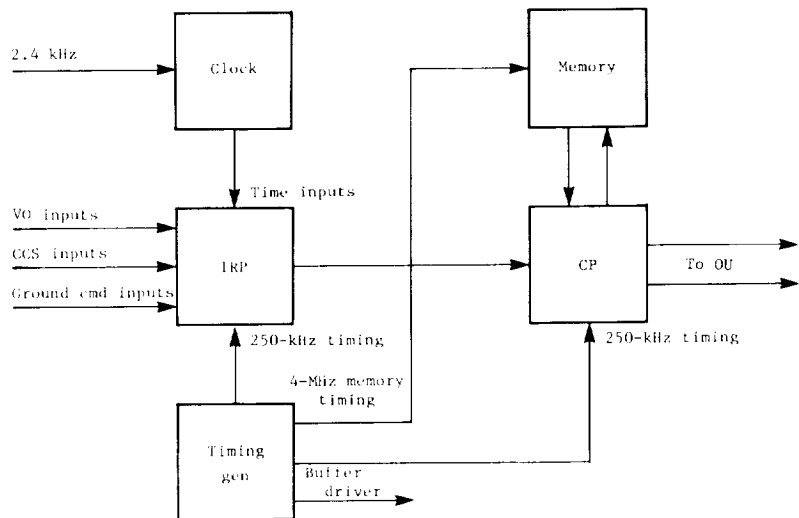 2.4 kHz
Clock
Memory
Time inputs
VO inputs
CCS inputs
Ground cmd inputs
IRP
CP
To OU
250-kHz timing
250-kHz timing
4-MHz memory
timing
Timing
gen
Buffer
driver